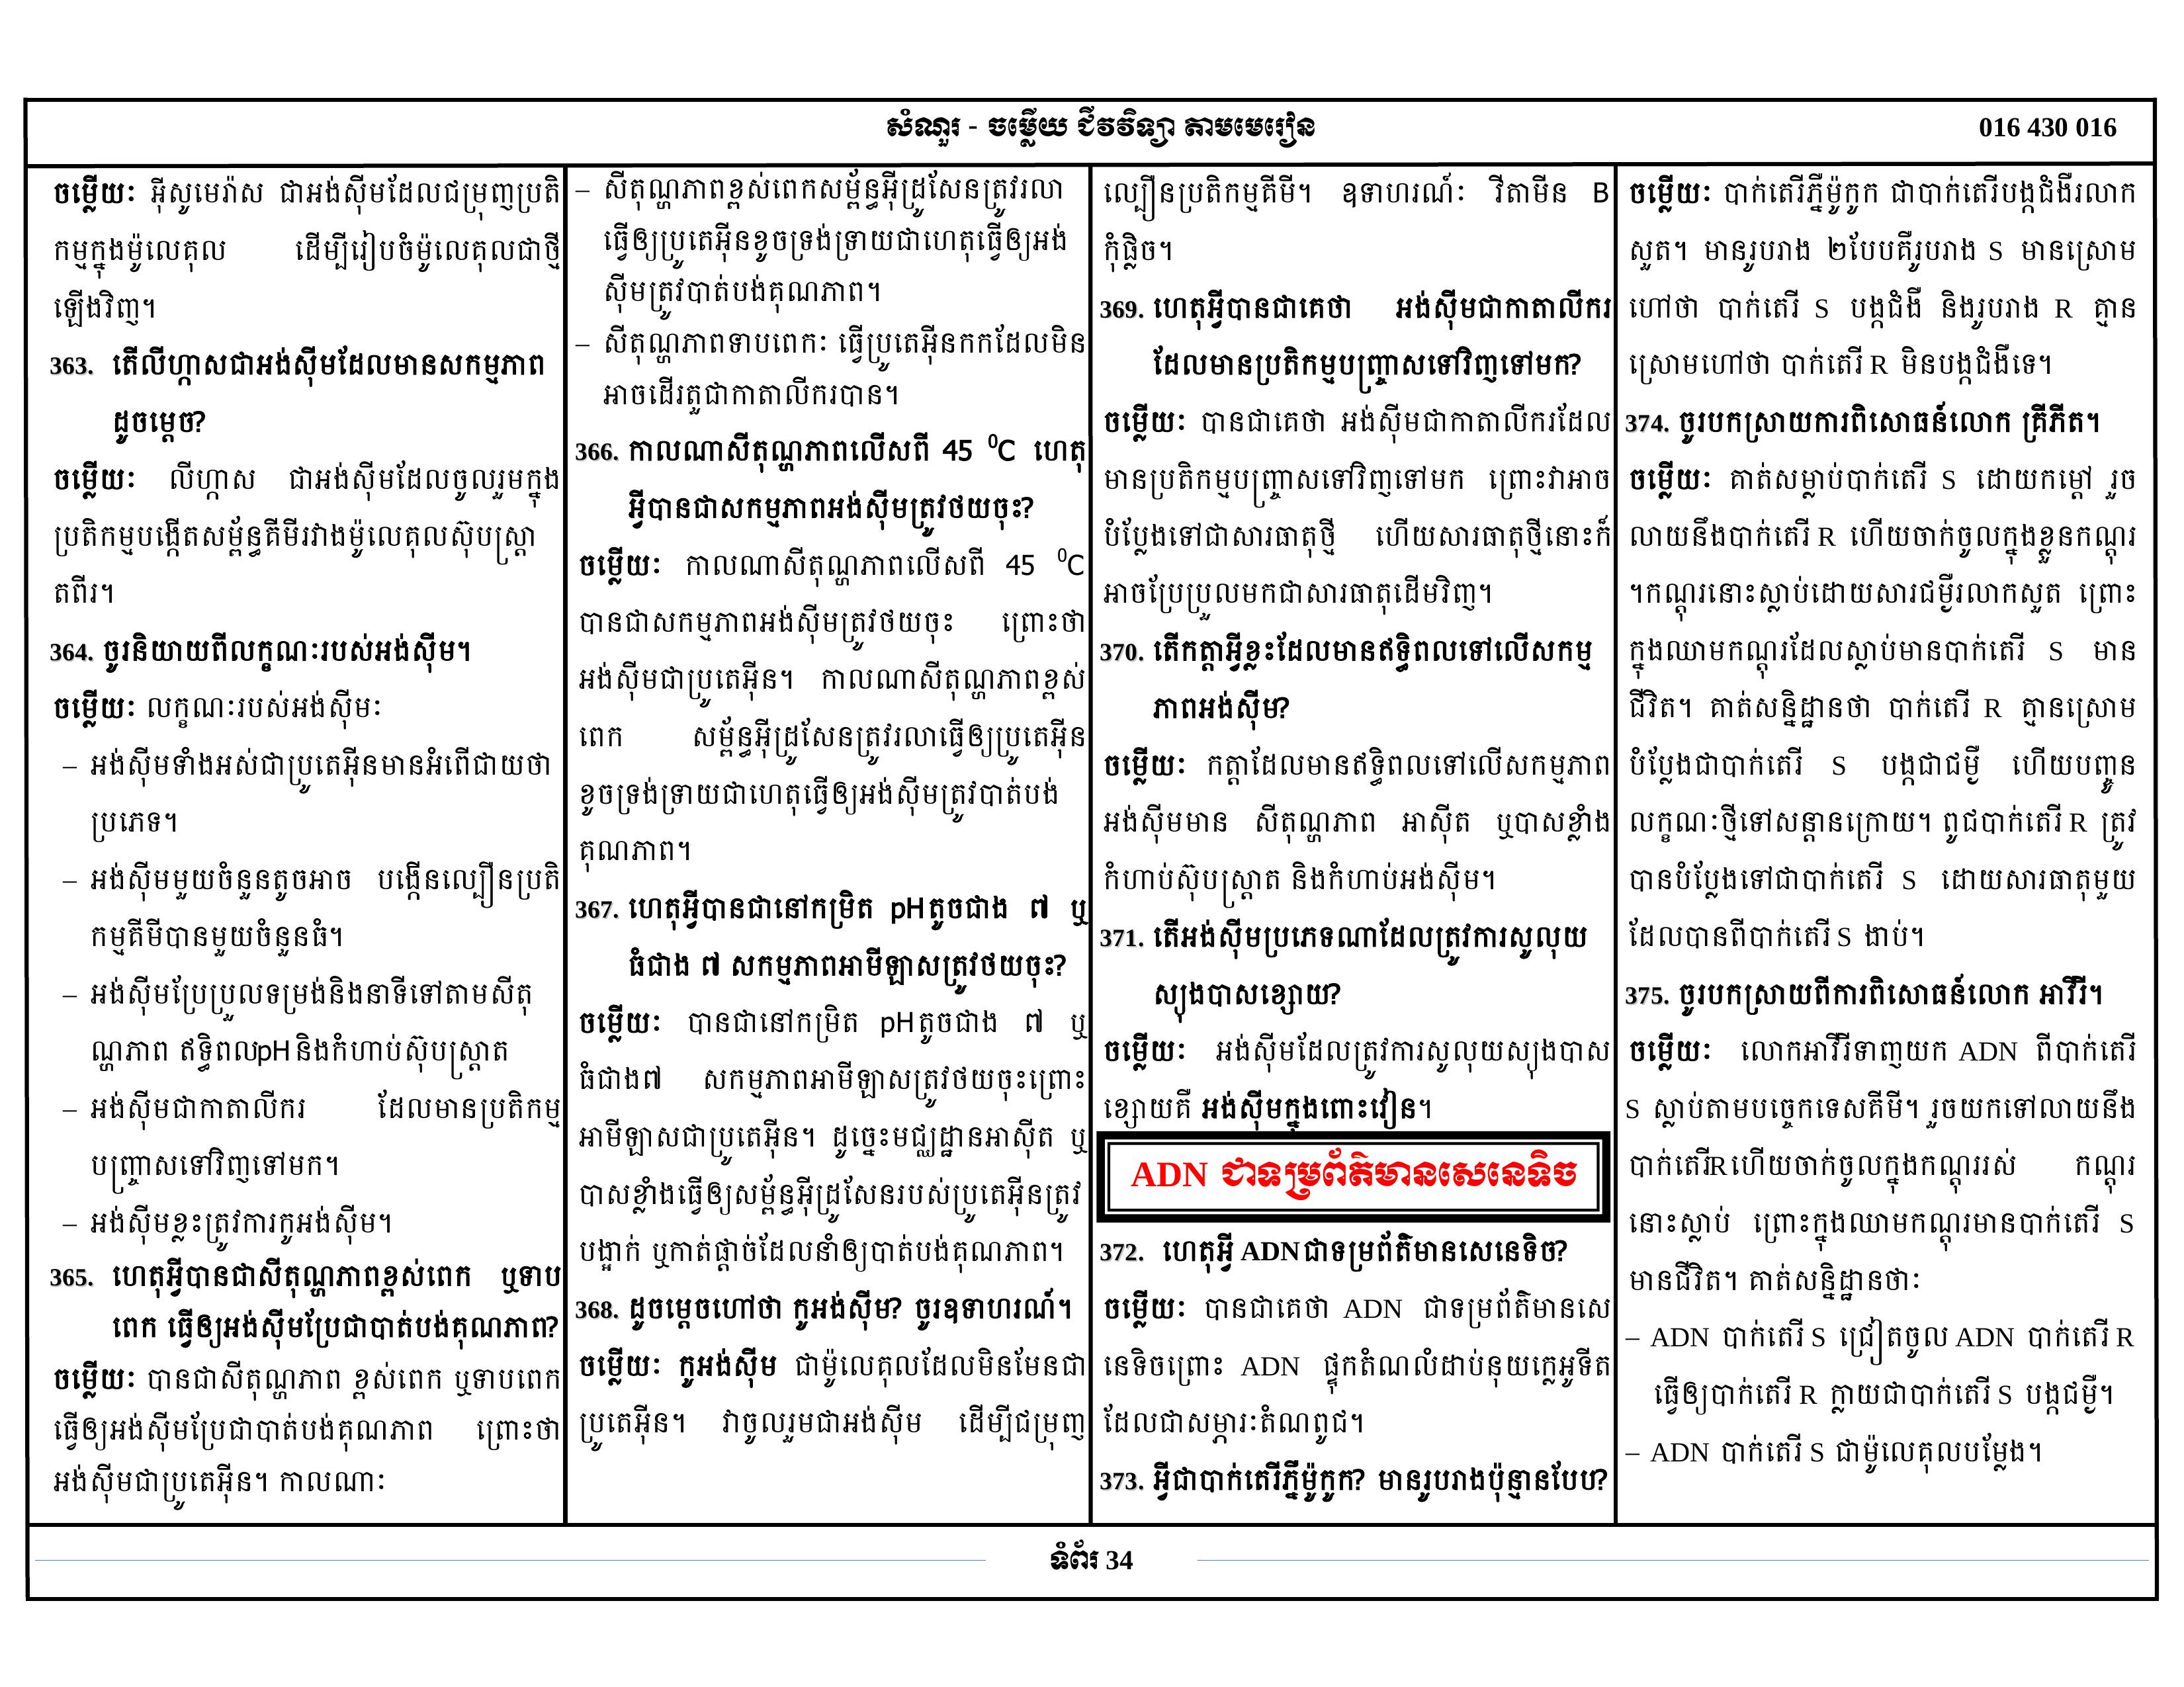 សំណួរ - ចម្លើយ ជីវវិទ្យា តាមមេរៀន
016 430 016
ចម្លើយៈ អ៊ីសូមេរ៉ាស ជាអង់ស៊ីមដែលជម្រុញប្រតិ
កម្មក្នុងម៉ូលេគុល ដើម្បីរៀបចំម៉ូលេគុលជាថ្មី
ឡើងវិញ។
363. តើលីហ្កាសជាអង់ស៊ីមដែលមានសកម្មភាព
ដូចម្ដេច?
ចម្លើយៈ លីហ្កាស ជាអង់ស៊ីមដែលចូលរួមក្នុង
ប្រតិកម្មបង្កើតសម្ព័ន្ធគីមីរវាងម៉ូលេគុលស៊ុបស្ត្រា
តពីរ។
364. ចូរនិយាយពីលក្ខណៈរបស់អង់ស៊ីម។
ចម្លើយៈ លក្ខណៈរបស់អង់ស៊ីមៈ
– អង់ស៊ីមទាំងអស់ជាប្រូតេអ៊ីនមានអំពើជាយថា
ប្រភេទ។
– អង់ស៊ីមមួយចំនួនតូចអាច បង្កើនល្បឿនប្រតិ
កម្មគីមីបានមួយចំនួនធំ។
– អង់ស៊ីមប្រែប្រួលទម្រង់និងនាទីទៅតាមសីតុ
ណ្ហភាព ឥទ្ធិពលpH និងកំហាប់ស៊ុបស្ត្រាត
– អង់ស៊ីមជាកាតាលីករ ដែលមានប្រតិកម្ម
បញ្ច្រាសទៅវិញទៅមក។
– អង់ស៊ីមខ្លះត្រូវការកូអង់ស៊ីម។
365. ហេតុអ្វីបានជាសីតុណ្ហភាពខ្ពស់ពេក ឬទាប
ពេក ធ្វើឲ្យអង់ស៊ីមប្រែជាបាត់បង់គុណភាព?
ចម្លើយៈ បានជាសីតុណ្ហភាព ខ្ពស់ពេក ឬទាបពេក
ធ្វើឲ្យអង់ស៊ីមប្រែជាបាត់បង់គុណភាព ព្រោះថា
អង់ស៊ីមជាប្រូតេអ៊ីន។ កាលណាៈ
– សីតុណ្ហភាពខ្ពស់ពេកសម្ព័ន្ធអ៊ីដ្រូសែនត្រូវរលា
ធ្វើឲ្យប្រូតេអ៊ីនខូចទ្រង់ទ្រាយជាហេតុធ្វើឲ្យអង់
ស៊ីមត្រូវបាត់បង់គុណភាព។
– សីតុណ្ហភាពទាបពេកៈ ធ្វើប្រូតេអ៊ីនកកដែលមិន
អាចដើរតួជាកាតាលីករបាន។
366. កាលណាសីតុណ្ហភាពលើសពី 45 ⁰C ហេតុ
អ្វីបានជាសកម្មភាពអង់ស៊ីមត្រូវថយចុះ?
ចម្លើយៈ កាលណាសីតុណ្ហភាពលើសពី 45 ⁰C
បានជាសកម្មភាពអង់ស៊ីមត្រូវថយចុះ ព្រោះថា
អង់ស៊ីមជាប្រូតេអ៊ីន។ កាលណាសីតុណ្ហភាពខ្ពស់
ពេក សម្ព័ន្ធអ៊ីដ្រូសែនត្រូវរលាធ្វើឲ្យប្រូតេអ៊ីន
ខូចទ្រង់ទ្រាយជាហេតុធ្វើឲ្យអង់ស៊ីមត្រូវបាត់បង់
គុណភាព។
367. ហេតុអ្វីបានជានៅកម្រិត pHតូចជាង ៧ ឬ
ធំជាង ៧ សកម្មភាពអាមីឡាសត្រូវថយចុះ?
ចម្លើយៈ បានជានៅកម្រិត pHតូចជាង ៧ ឬ
ធំជាង៧ សកម្មភាពអាមីឡាសត្រូវថយចុះព្រោះ
អាមីឡាសជាប្រូតេអ៊ីន។ ដូច្នេះមជ្ឈដ្ឋានអាស៊ីត ឬ
បាសខ្លាំងធ្វើឲ្យសម្ព័ន្ធអ៊ីដ្រូសែនរបស់ប្រូតេអ៊ីនត្រូវ
បង្អាក់ ឬកាត់ផ្ដាច់ដែលនាំឲ្យបាត់បង់គុណភាព។
368. ដូចម្ដេចហៅថា កូអង់ស៊ីម? ចូរឧទាហរណ៍។
ចម្លើយៈ កូអង់ស៊ីម ជាម៉ូលេគុលដែលមិនមែនជា
ប្រូតេអ៊ីន។ វាចូលរួមជាអង់ស៊ីម ដើម្បីជម្រុញ
ល្បឿនប្រតិកម្មគីមី។ ឧទាហរណ៍ៈ វីតាមីន B
កុំផ្លិច។
369. ហេតុអ្វីបានជាគេថា អង់ស៊ីមជាកាតាលីករ
ដែលមានប្រតិកម្មបញ្ច្រាសទៅវិញទៅមក?
ចម្លើយៈ បានជាគេថា អង់ស៊ីមជាកាតាលីករដែល
មានប្រតិកម្មបញ្ច្រាសទៅវិញទៅមក ព្រោះវាអាច
បំប្លែងទៅជាសារធាតុថ្មី ហើយសារធាតុថ្មីនោះក៏
អាចប្រែប្រួលមកជាសារធាតុដើមវិញ។
370. តើកត្តាអ្វីខ្លះដែលមានឥទ្ធិពលទៅលើសកម្ម
ភាពអង់ស៊ីម?
ចម្លើយៈ កត្តាដែលមានឥទ្ធិពលទៅលើសកម្មភាព
អង់ស៊ីមមាន សីតុណ្ហភាព អាស៊ីត ឬបាសខ្លាំង
កំហាប់ស៊ុបស្ត្រាត និងកំហាប់អង់ស៊ីម។
371. តើអង់ស៊ីមប្រភេទណាដែលត្រូវការសូលុយ
ស្យុងបាសខ្សោយ?
ចម្លើយៈ អង់ស៊ីមដែលត្រូវការសូលុយស្យុងបាស
ខ្សោយគឺ អង់ស៊ីមក្នុងពោះវៀន។
ADN ជាទម្រព័ត៌មានសេនេទិច
372. ហេតុអ្វី ADNជាទម្រព័ត៌មានសេនេទិច?
ចម្លើយៈ បានជាគេថា ADN ជាទម្រព័ត៌មានសេ
នេទិចព្រោះ ADN ផ្ទុកតំណលំដាប់នុយក្លេអូទីត
ដែលជាសម្ភារៈតំណពូជ។
373. អ្វីជាបាក់តេរីភ្នឺម៉ូកូក? មានរូបរាងប៉ុន្មានបែប?
ចម្លើយៈ បាក់តេរីភ្នឺម៉ូកូក ជាបាក់តេរីបង្កជំងឺរលាក
សួត។ មានរូបរាង ២បែបគឺរូបរាង S មានស្រោម
ហៅថា បាក់តេរី S បង្កជំងឺ និងរូបរាង R គ្មាន
ស្រោមហៅថា បាក់តេរី R មិនបង្កជំងឺទេ។
374. ចូរបកស្រាយការពិសោធន៍លោក គ្រីភីត។
ចម្លើយៈ គាត់សម្លាប់បាក់តេរី S ដោយកម្ដៅ រួច
លាយនឹងបាក់តេរី R ហើយចាក់ចូលក្នុងខ្លួនកណ្ដុរ
។កណ្ដុរនោះស្លាប់ដោយសារជម្ងឺរលាកសួត ព្រោះ
ក្នុងឈាមកណ្ដុរដែលស្លាប់មានបាក់តេរី S មាន
ជីវិត។ គាត់សន្និដ្ឋានថា បាក់តេរី R គ្មានស្រោម
បំប្លែងជាបាក់តេរី S បង្កជាជម្ងឺ ហើយបញ្ជូន
លក្ខណៈថ្មីទៅសន្តានក្រោយ។ ពូជបាក់តេរី R ត្រូវ
បានបំប្លែងទៅជាបាក់តេរី S ដោយសារធាតុមួយ
ដែលបានពីបាក់តេរី S ងាប់។
375. ចូរបកស្រាយពីការពិសោធន៍លោក អាវីរី។
ចម្លើយៈ លោកអាវីរីទាញយក ADN ពីបាក់តេរី
S ស្លាប់តាមបច្ចេកទេសគីមី។ រួចយកទៅលាយនឹង
បាក់តេរីR ហើយចាក់ចូលក្នុងកណ្ដុររស់ កណ្ដុរ
នោះស្លាប់ ព្រោះក្នុងឈាមកណ្ដុរមានបាក់តេរី S
មានជីវិត។ គាត់សន្និដ្ឋានថាៈ
– ADN បាក់តេរី S ជ្រៀតចូល ADN បាក់តេរី R
ធ្វើឲ្យបាក់តេរី R ក្លាយជាបាក់តេរី S បង្កជម្ងឺ។
– ADN បាក់តេរី S ជាម៉ូលេគុលបម្លែង។
ទំព័រ 34